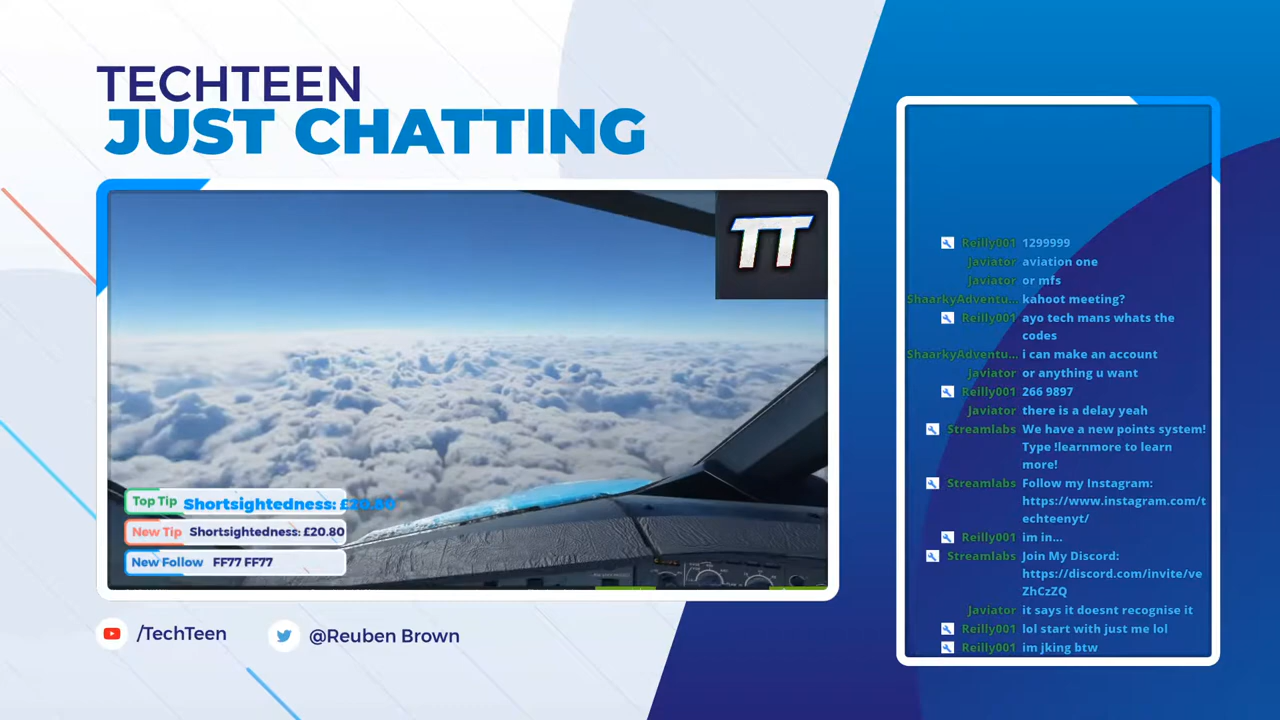 TECHTEEN
JUST CHATTING
TT
Top Tip Shortsightedness: £20.80
New Tip Shortsightedness: £20.80
New Follow FF77 FF77
/TechTeen @Reuben Brown
Reilly001 1299999
Javiator aviation one
Javiator or mfs
ShaarkyAdventu... kahoot meeting?
Reilly001 ayo tech mans whats the
codes
ShaarkyAdventu... i can make an account
Javiator or anything u want
Reilly001 266 9897
Javiator there is a delay yeah
Streamlabs We have a new points system!
Type !learnmore to learn
more!
Streamlabs Follow my Instagram:
https://www.instagram.com/t
echteenyt/
Reilly001 im in...
Streamlabs Join My Discord:
https://discord.com/invite/ve
ZhCzZQ
Javiator it says it doesnt recognise it
Reilly001 lol start with just me lol
Reilly001 im jking btw